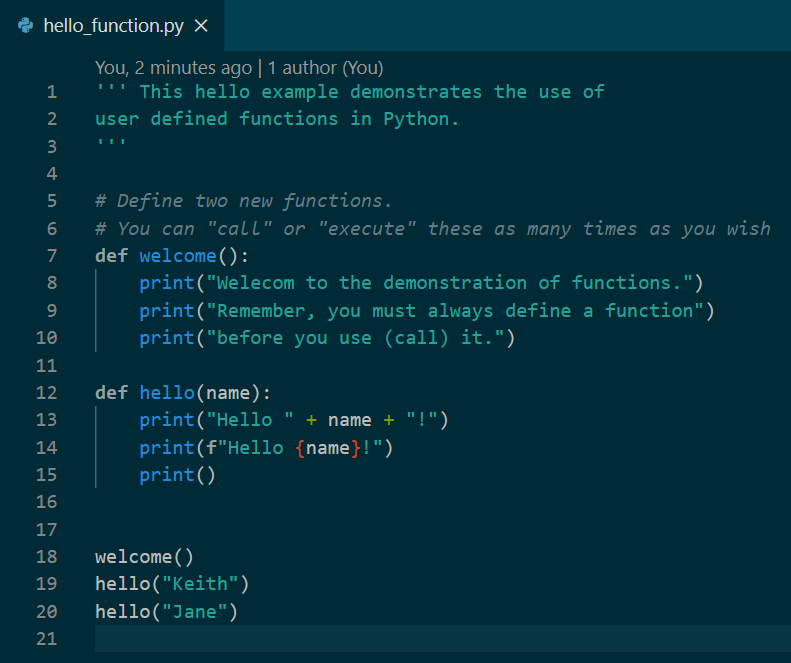 hello_function.py
You, 2 minutes ago | 1 author (You)
1 ''' This hello example demonstrates the use of
2 user defined functions in Python.
3 '''
4
5 # Define two new functions.
6 # You can "call" or "execute" these as many times as you wish
7 def welcome():
8     print("Welecom to the demonstration of functions.")
9     print("Remember, you must always define a function")
10     print("before you use (call) it.")
11
12 def hello(name):
13     print("Hello " + name + "!")
14     print(f"Hello {name}!")
15     print()
16
17
18 welcome()
19 hello("Keith")
20 hello("Jane")
21